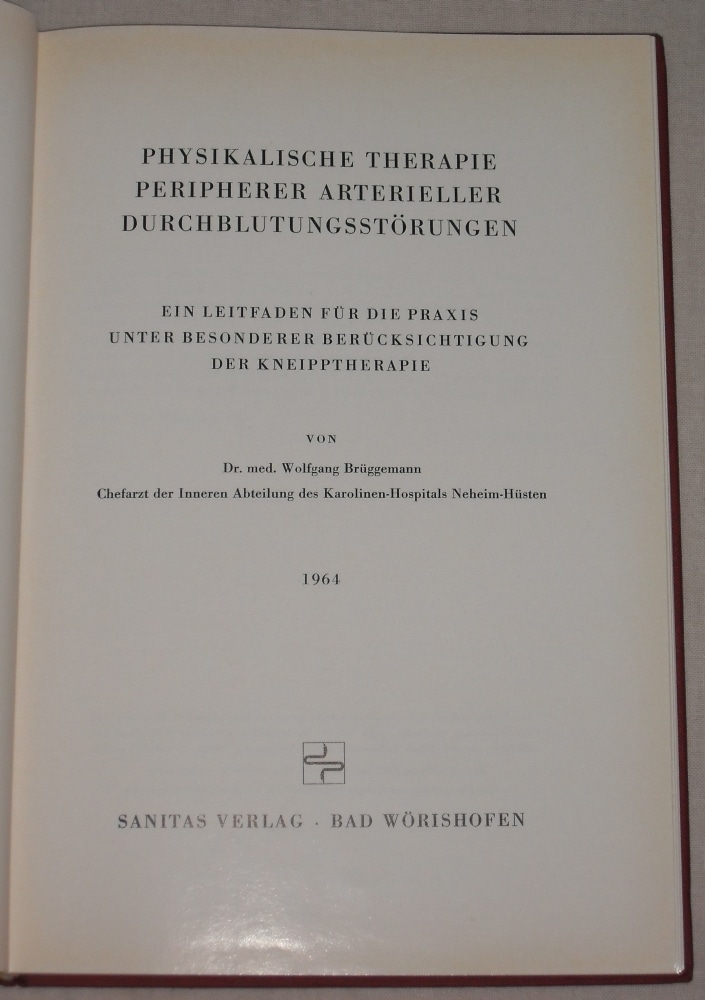 PHYSIKALISCHE THERAPIE
PERIPHERER ARTERIELLER
DURCHBLUTUNGSSTÖRUNGEN
EIN LEITFADEN FÜR DIE PRAXIS
UNTER BESONDERER BERÜCKSICHTIGUNG
DER KNEIPPTHERAPIE
VON
Dr. med. Wolfgang Brüggemann
Chefarzt der Inneren Abteilung des Karolinen-Hospitals Neheim-Hüsten
1964
SANITAS VERLAG · BAD WÖRISHOFEN